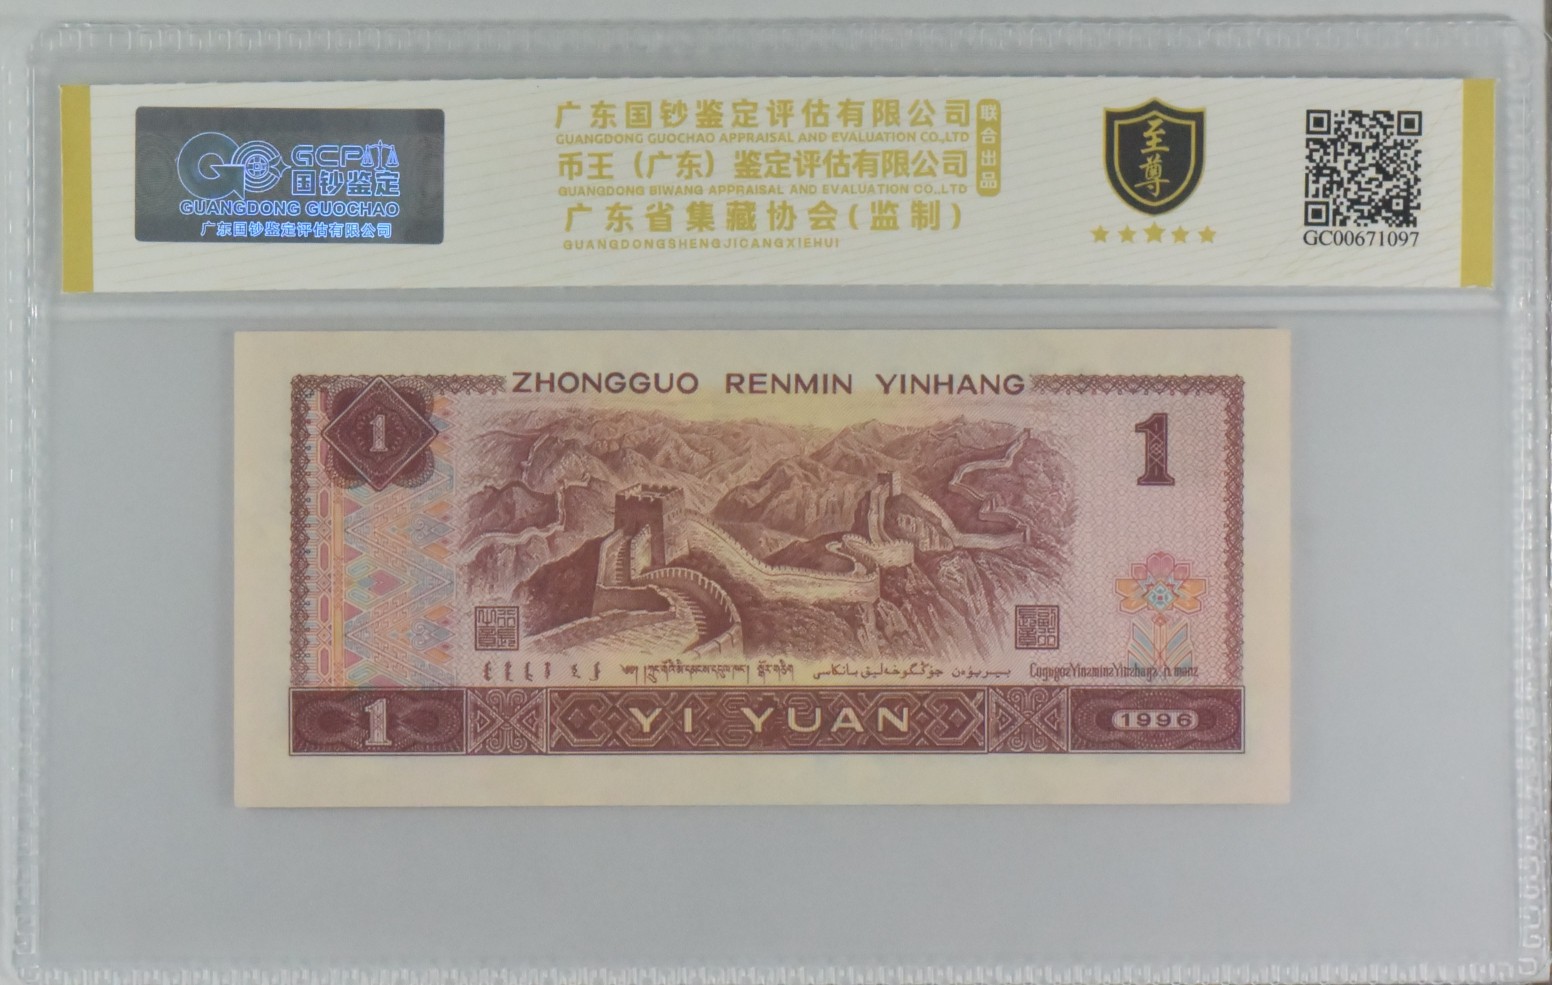 GCP
国钞鉴定
GUANGDONG GUOCHAO
广东国钞鉴定评估有限公司
广东国钞鉴定评估有限公司
GUANGDONG GUOCHAO APPRAISAL AND EVALUATION CO.,LTD
币王（广东）鉴定评估有限公司
GUANGDONG BIWANG APPRAISAL AND EVALUATION CO.,LTD
广东省集藏协会(监制)
GUANGDONGSHENGJICANGXIEHUI
联合出品
至尊
GC00671097
ZHONGGUO RENMIN YINHANG
1
1
1 YI YUAN 1996